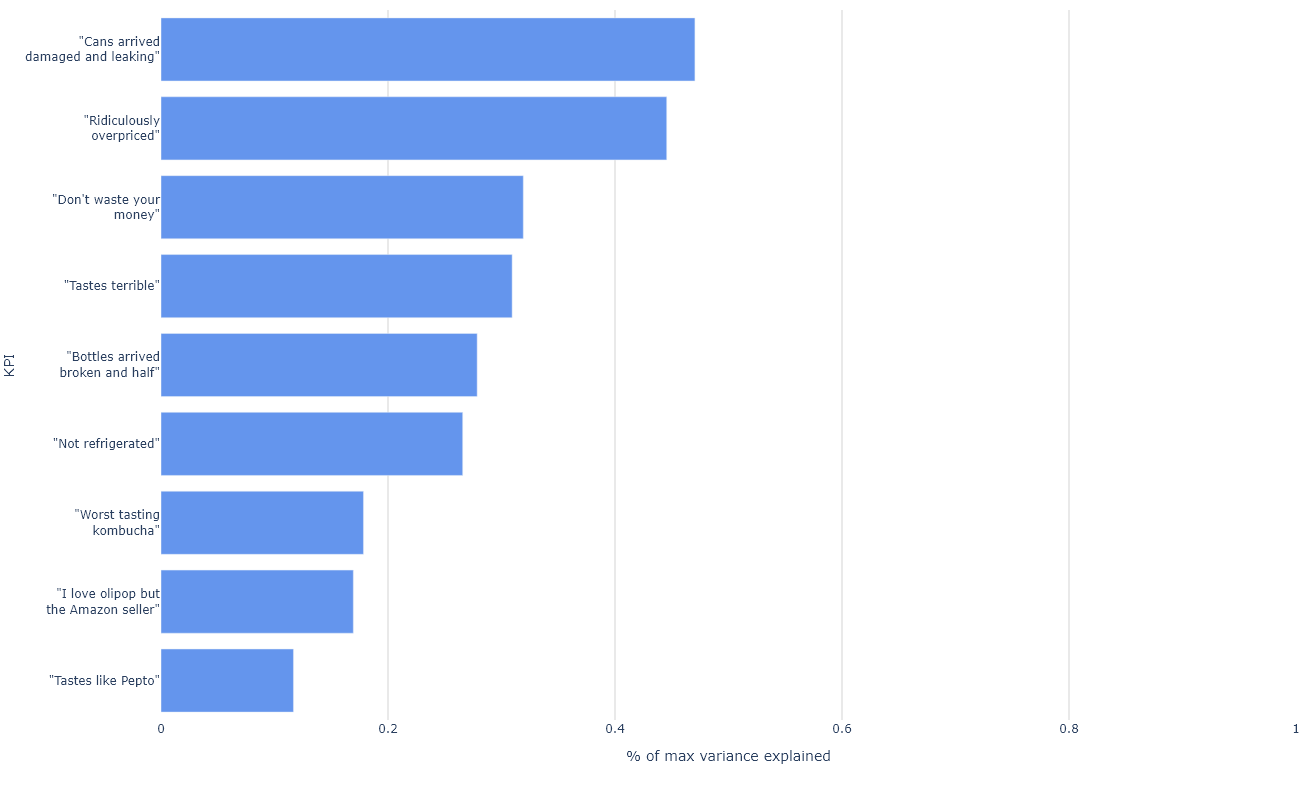 "Cans arrived
damaged and leaking"
"Ridiculously
overpriced"
"Don't waste your
money"
"Tastes terrible"
"Bottles arrived
broken and half"
"Not refrigerated"
"Worst tasting
kombucha"
"I love olipop but
the Amazon seller"
"Tastes like Pepto"
KPI
0 0.2 0.4 0.6 0.8 1
% of max variance explained